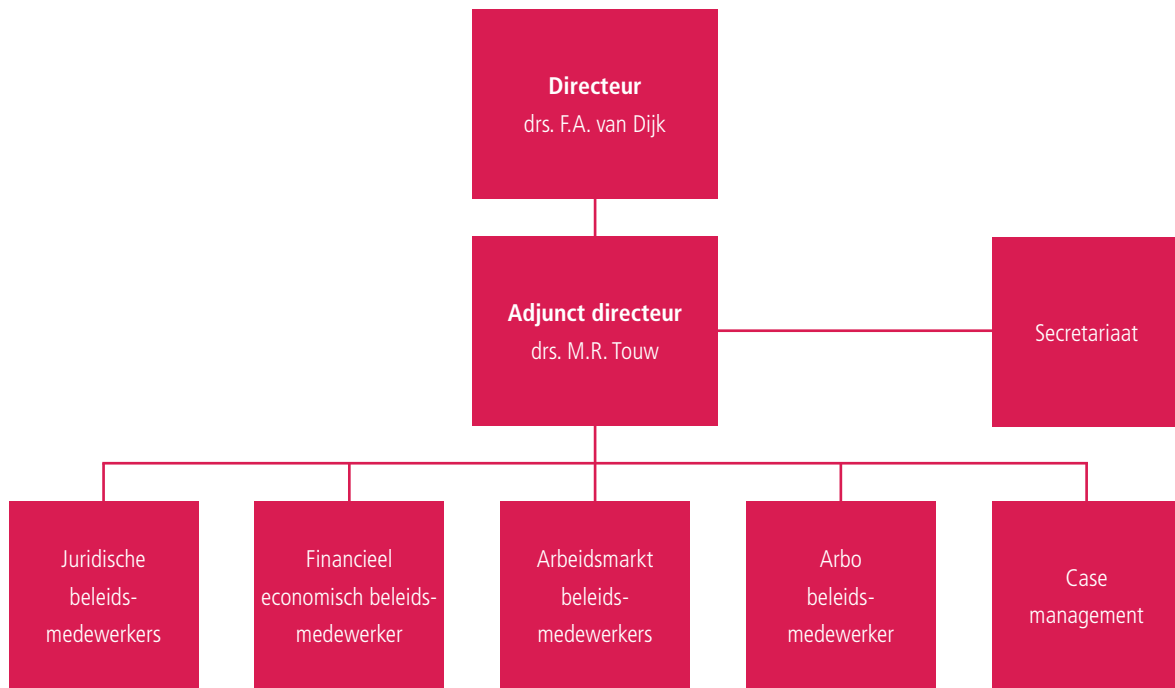 Directeur
drs. F.A. van Dijk
Adjunct directeur
drs. M.R. Touw
Secretariaat
Juridische
beleids-
medewerkers
Financieel
economisch beleids-
medewerker
Arbeidsmarkt
beleids-
medewerkers
Arbo
beleids-
medewerker
Case
management